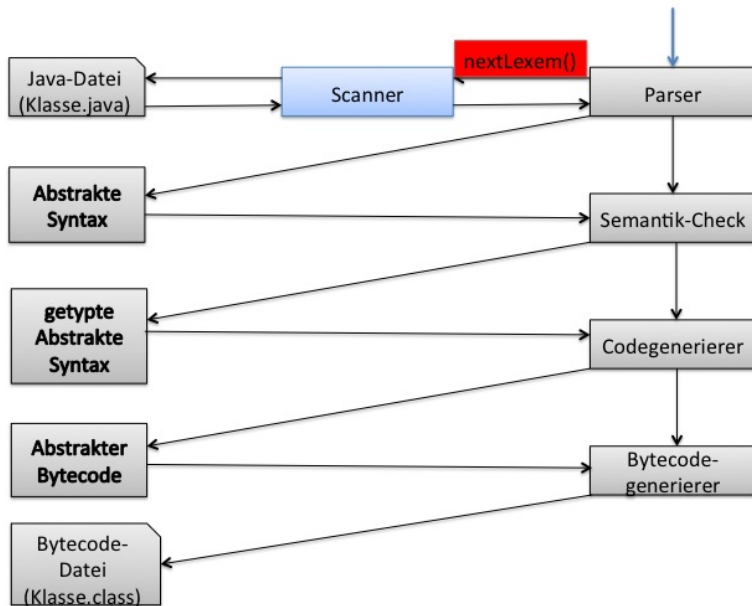 nextLexem()
Java-Datei
(Klasse.java)
Scanner
Parser
Abstrakte
Syntax
Semantik-Check
getypte
Abstrakte
Syntax
Codegenerierer
Abstrakter
Bytecode
Bytecode-
generierer
Bytecode-
Datei
(Klasse.class)